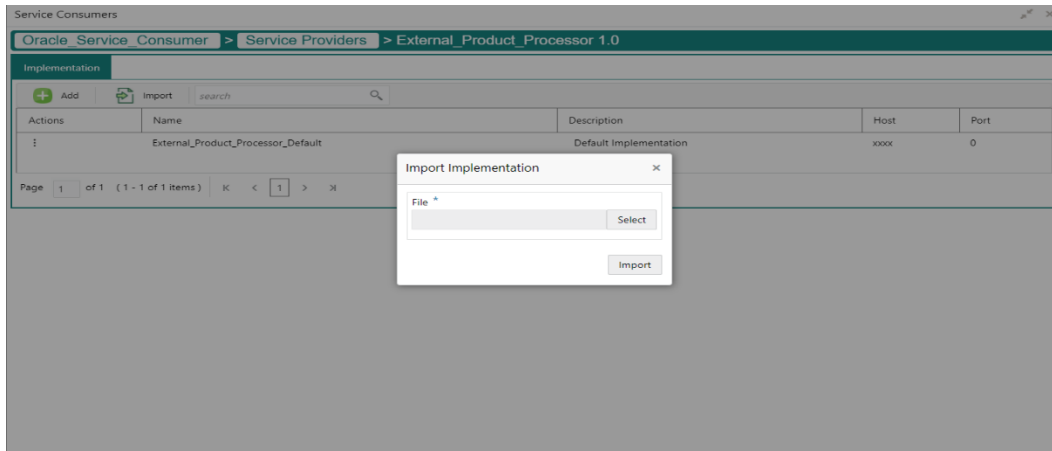 Service Consumers
Oracle_Service_Consumer > Service Providers > External_Product_Processor 1.0
Implementation
Add Import search
Actions Name Description Host Port
External_Product_Processor_Default Default Implementation xxxx 0
Page 1 of 1 (1 - 1 of 1 items) K < 1 > Ж
Import Implementation ×
File *
Select
Import